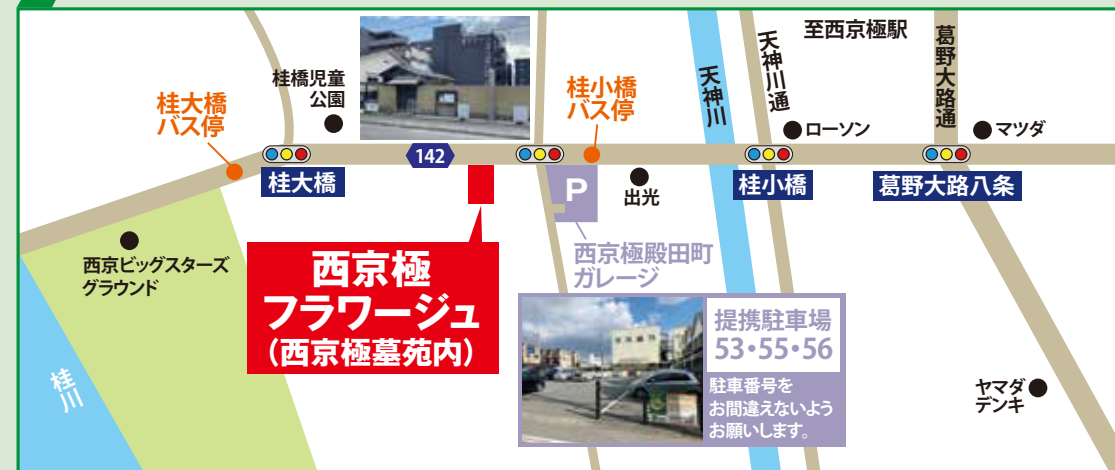 至西京極駅
葛野大路通
天神川通
天神川
桂橋児童
公園
桂大橋
バス停
桂小橋
バス停
ローソン
マツダ
142
桂大橋
P
出光
桂小橋
葛野大路八条
西京ビッグスターズ
グラウンド
西京極
フラワージュ
(西京極墓苑内)
西京極殿田町
ガレージ
提携駐車場
53・55・56
駐車番号を
お間違えないよう
お願いします。
桂川
ヤマダ
デンキ